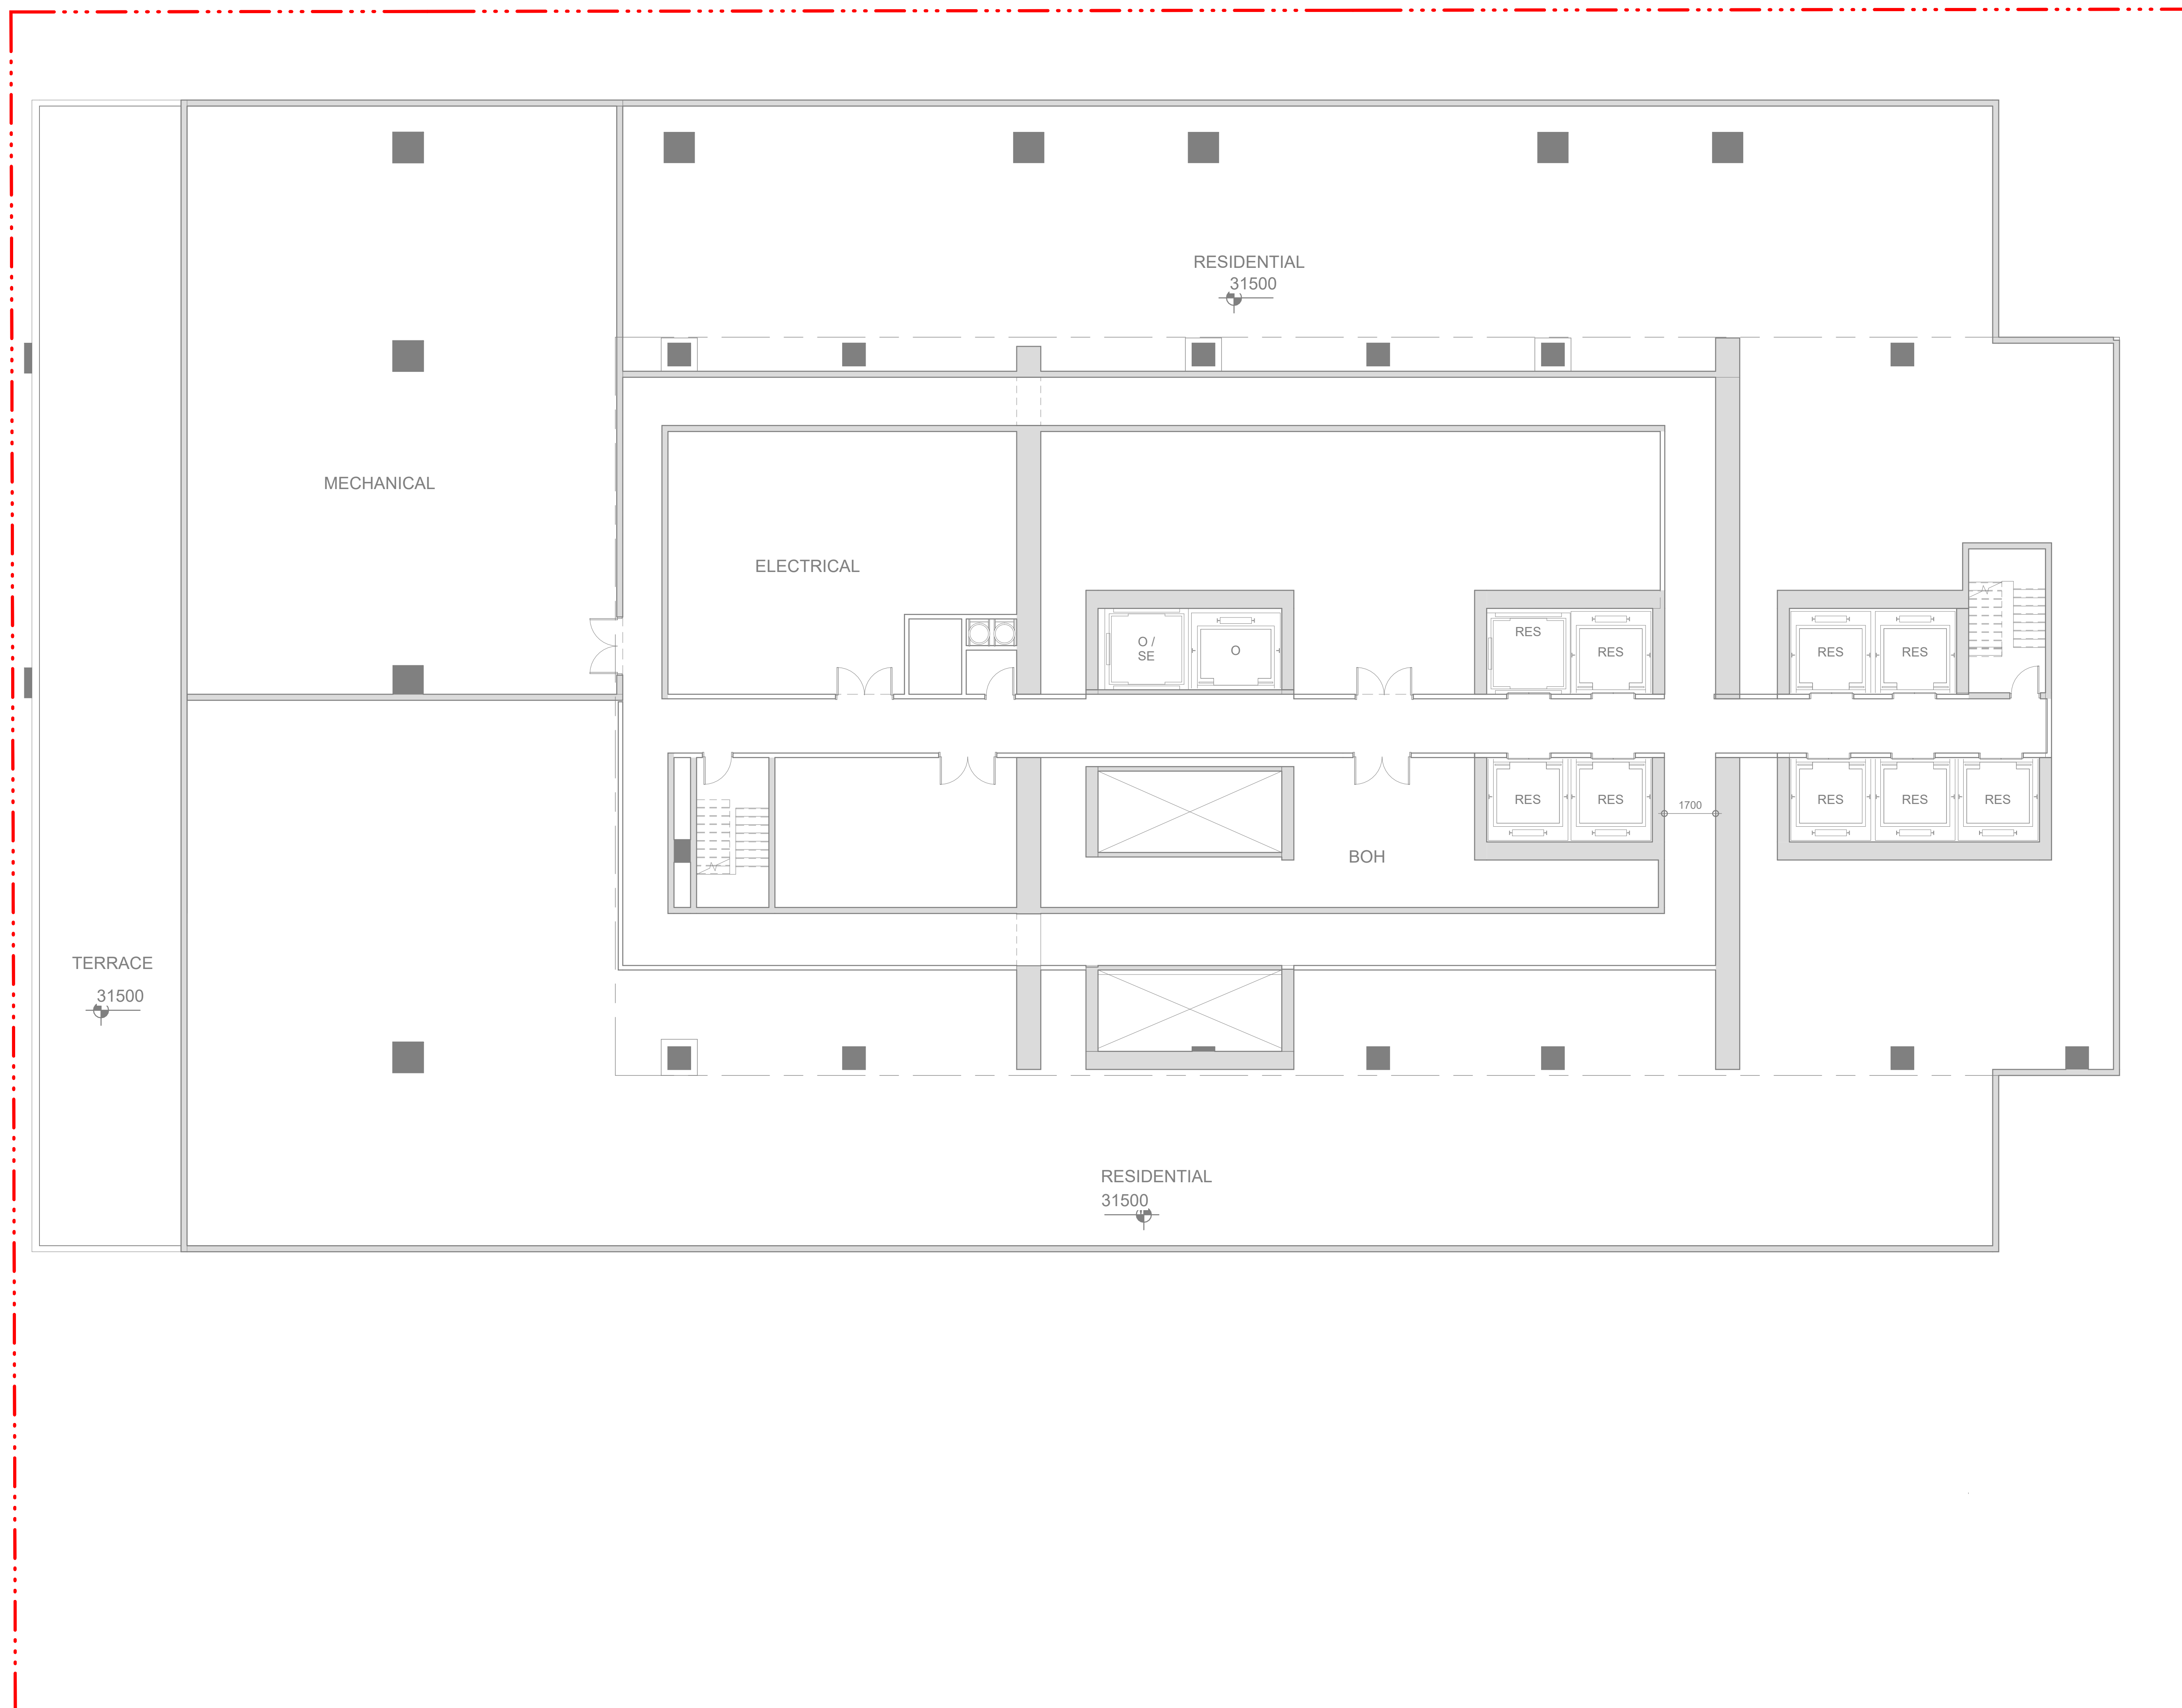 RESIDENTIAL
31500
MECHANICAL
ELECTRICAL
O /
SE
O
RES
RES
RES
RES
RES
RES
RES
RES
RES
1700
BOH
TERRACE
31500
RESIDENTIAL
31500